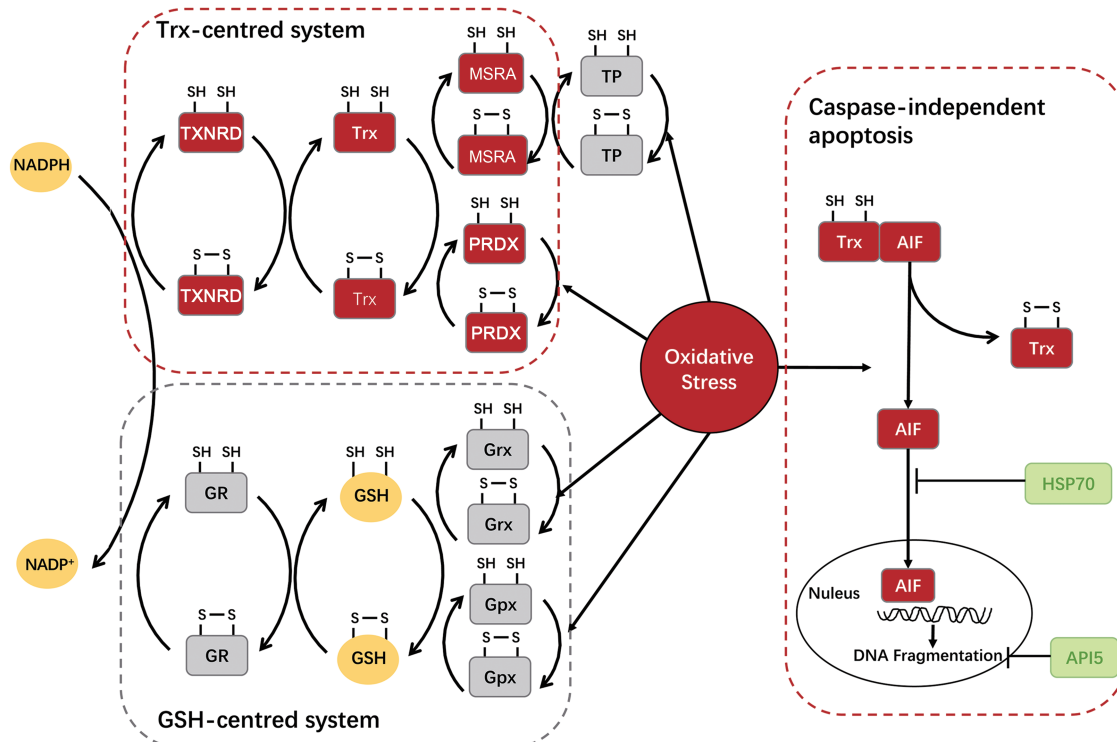 Trx-centred system
SH SH
MSRA
S–S
MSRA
SH SH
TP
S–S
TP
SH SH
TXNRD
S–S
TXNRD
SH SH
Trx
S–S
Trx
SH SH
PRDX
S–S
PRDX
NADPH
NADP+
Oxidative
Stress
SH SH
GR
S–S
GR
SH SH
GSH
S–S
GSH
SH SH
Grx
S–S
Grx
SH SH
Gpx
S–S
Gpx
GSH-centred system
Caspase-independent
apoptosis
SH SH
Trx AIF
S–S
Trx
AIF
HSP70
Nuleus
AIF
DNA Fragmentation
API5